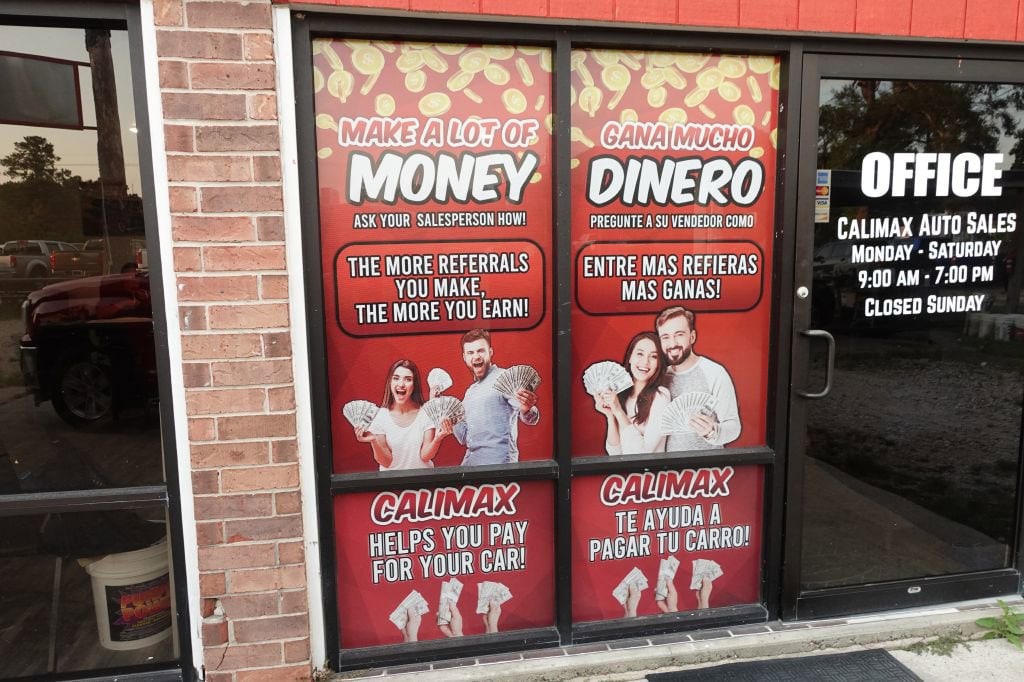 MAKE A LOT OF
MONEY
ASK YOUR SALESPERSON HOW!
THE MORE REFERRALS
YOU MAKE,
THE MORE YOU EARN!
CALIMAX
HELPS YOU PAY
FOR YOUR CAR!
GANA MUCHO
DINERO
PREGUNTE A SU VENDEDOR COMO
ENTRE MAS REFIERAS
MAS GANAS!
CALIMAX
TE AYUDA A
PAGAR TU CARRO!
VISA
OFFICE
CALIMAX AUTO SALES
MONDAY - SATURDAY
9:00 AM - 7:00 PM
CLOSED SUNDAY